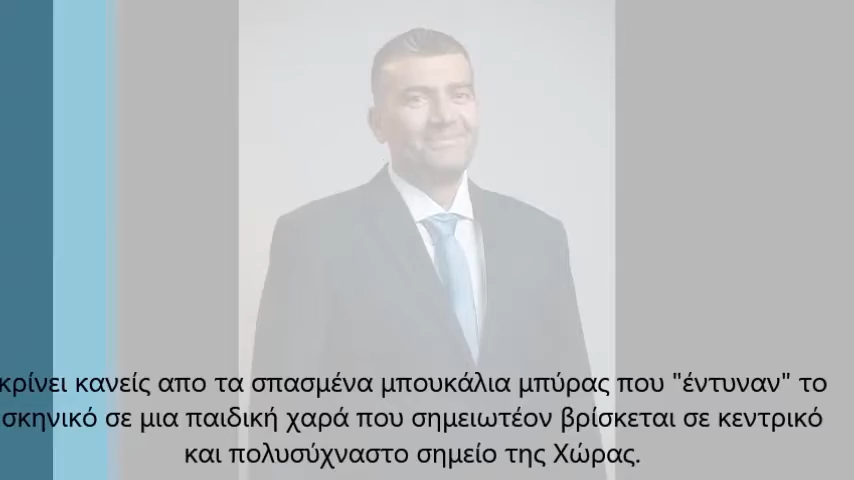 κρίνει κανείς απο τα σπασμένα μπουκάλια μπύρας που "έντυναν" το
σκηνικό σε μια παιδική χαρά που σημειωτέον βρίσκεται σε κεντρικό
και πολυσύχναστο σημείο της Χώρας.